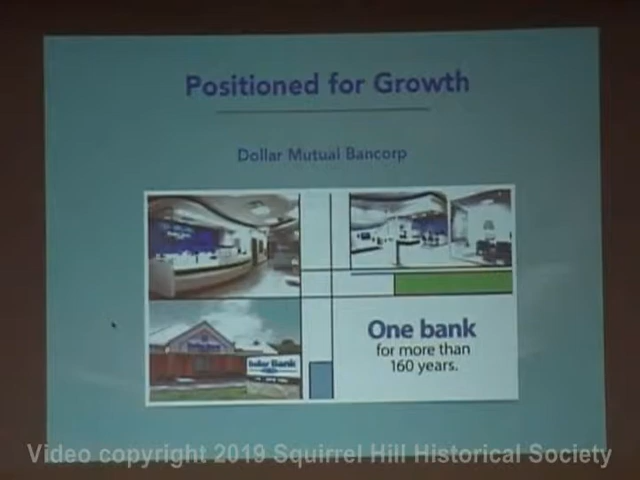 Positioned for Growth
Dollar Mutual Bancorp
One bank
for more than
160 years.
Dollar Bank
Video copyright 2019 Squirrel Hill Historical Society